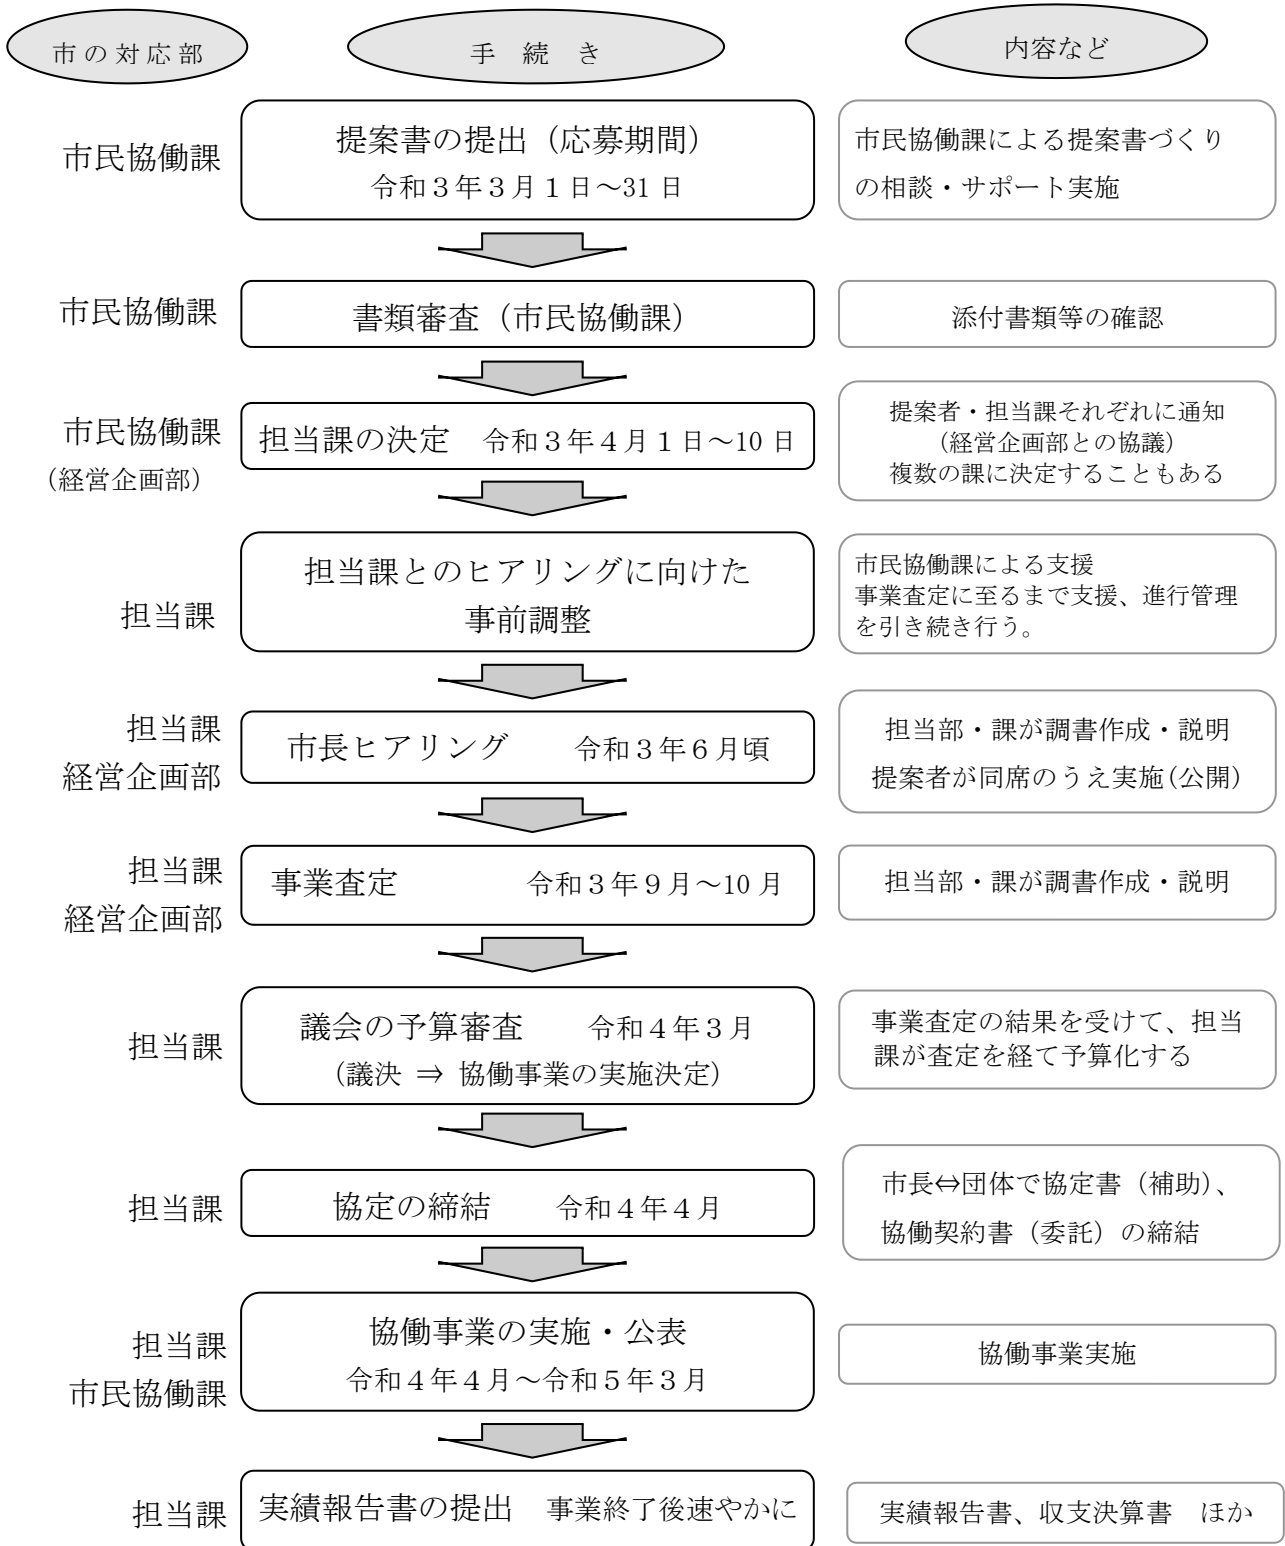 市の対応部
手 続 き
内容など
市民協働課
提案書の提出（応募期間）
令和３年３月１日～31 日
市民協働課による提案書づくり
の相談・サポート実施
市民協働課
書類審査（市民協働課）
添付書類等の確認
市民協働課
（経営企画部）
担当課の決定 令和３年４月１日～10 日
提案者・担当課それぞれに通知
（経営企画部との協議）
複数の課に決定することもある
担当課
担当課とのヒアリングに向けた
事前調整
市民協働課による支援
事業査定に至るまで支援、進行管理
を引き続き行う。
担当課
経営企画部
市長ヒアリング 令和３年６月頃
担当部・課が調書作成・説明
提案者が同席のうえ実施（公開）
担当課
経営企画部
事業査定 令和３年９月～10 月
担当部・課が調書作成・説明
担当課
議会の予算審査 令和４年３月
（議決 ⇒ 協働事業の実施決定）
事業査定の結果を受けて、担当
課が査定を経て予算化する
担当課
協定の締結 令和４年４月
市長⇔団体で協定書（補助）、
協働契約書（委託）の締結
担当課
市民協働課
協働事業の実施・公表
令和４年４月～令和５年３月
協働事業実施
担当課
実績報告書の提出 事業終了後速やかに
実績報告書、収支決算書 ほか